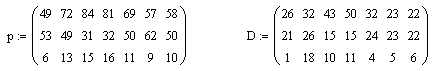 p := ( 49 72 84 81 69 57 58
53 49 31 32 50 62 50
6 13 15 16 11 9 10 )
D := ( 26 32 43 50 32 23 22
21 26 15 15 24 23 22
1 18 10 11 4 5 6 )